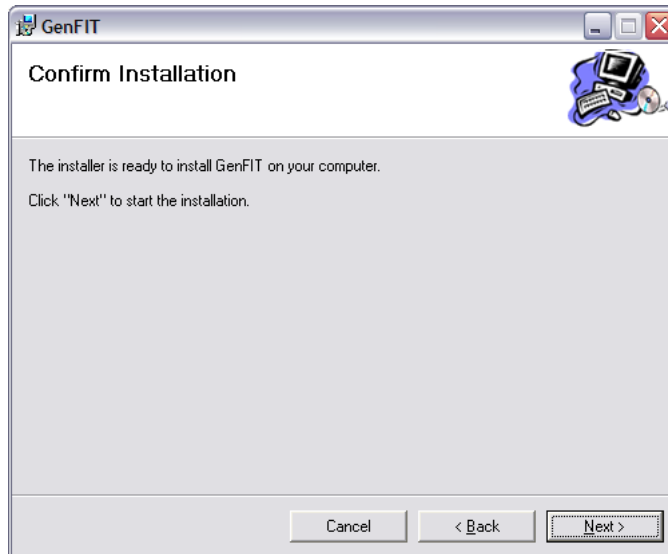 GenFIT
Confirm Installation
The installer is ready to install GenFIT on your computer.
Click "Next" to start the installation.
Cancel
< Back
Next >